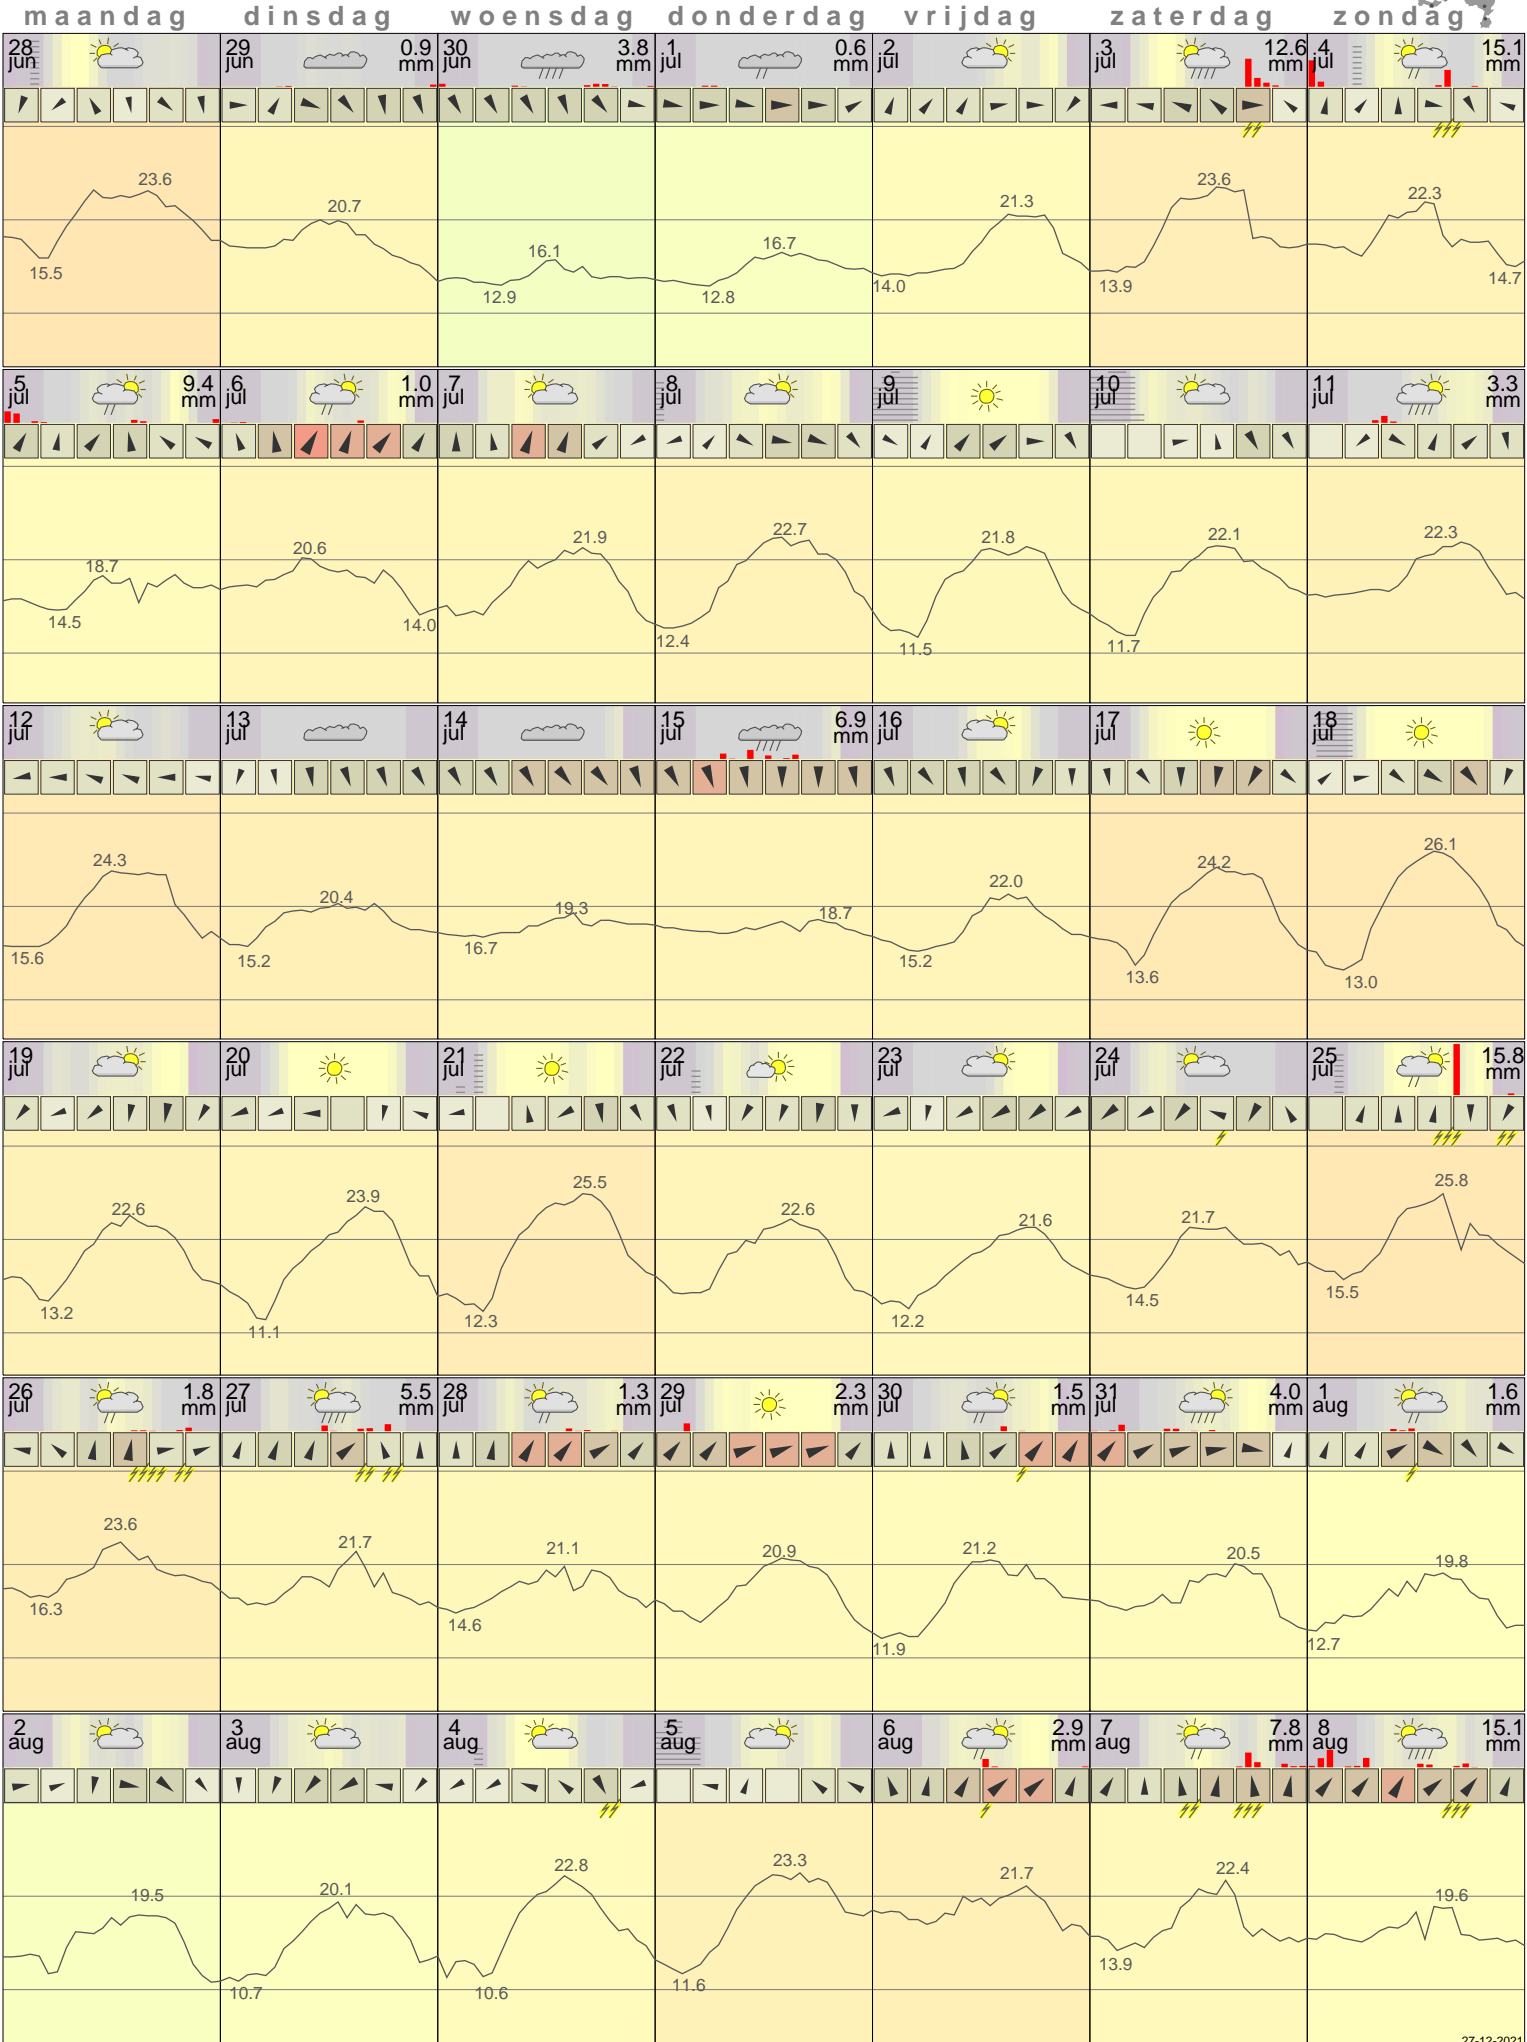 maandag dinsdag woensdag donderdag vrijdag zaterdag zondag
28 jun 29 jun 0.9 mm 30 jun 3.8 mm 1 jul 0.6 mm 2 jul 3 jul 12.6 mm 4 jul 15.1 mm
15.5 23.6 20.7 12.9 16.1 12.8 16.7 14.0 21.3 13.9 23.6 22.3 14.7
5 jul 9.4 mm 6 jul 1.0 mm 7 jul 8 jul 9 jul 10 jul 11 jul 3.3 mm
14.5 18.7 20.6 14.0 21.9 12.4 22.7 11.5 21.8 11.7 22.1 22.3
12 jul 13 jul 14 jul 15 jul 6.9 mm 16 jul 17 jul 18 jul
15.6 24.3 15.2 20.4 16.7 19.3 18.7 15.2 22.0 13.6 24.2 13.0 26.1
19 jul 20 jul 21 jul 22 jul 23 jul 24 jul 25 jul 15.8 mm
13.2 22.6 11.1 23.9 12.3 25.5 22.6 12.2 21.6 14.5 21.7 15.5 25.8
26 jul 1.8 mm 27 jul 5.5 mm 28 jul 1.3 mm 29 jul 2.3 mm 30 jul 1.5 mm 31 jul 4.0 mm 1 aug 1.6 mm
16.3 23.6 21.7 14.6 21.1 20.9 11.9 21.2 20.5 12.7 19.8
2 aug 3 aug 4 aug 5 aug 6 aug 2.9 mm 7 aug 7.8 mm 8 aug 15.1 mm
19.5 10.7 20.1 10.6 22.8 11.6 23.3 21.7 13.9 22.4 19.6
27-12-2021